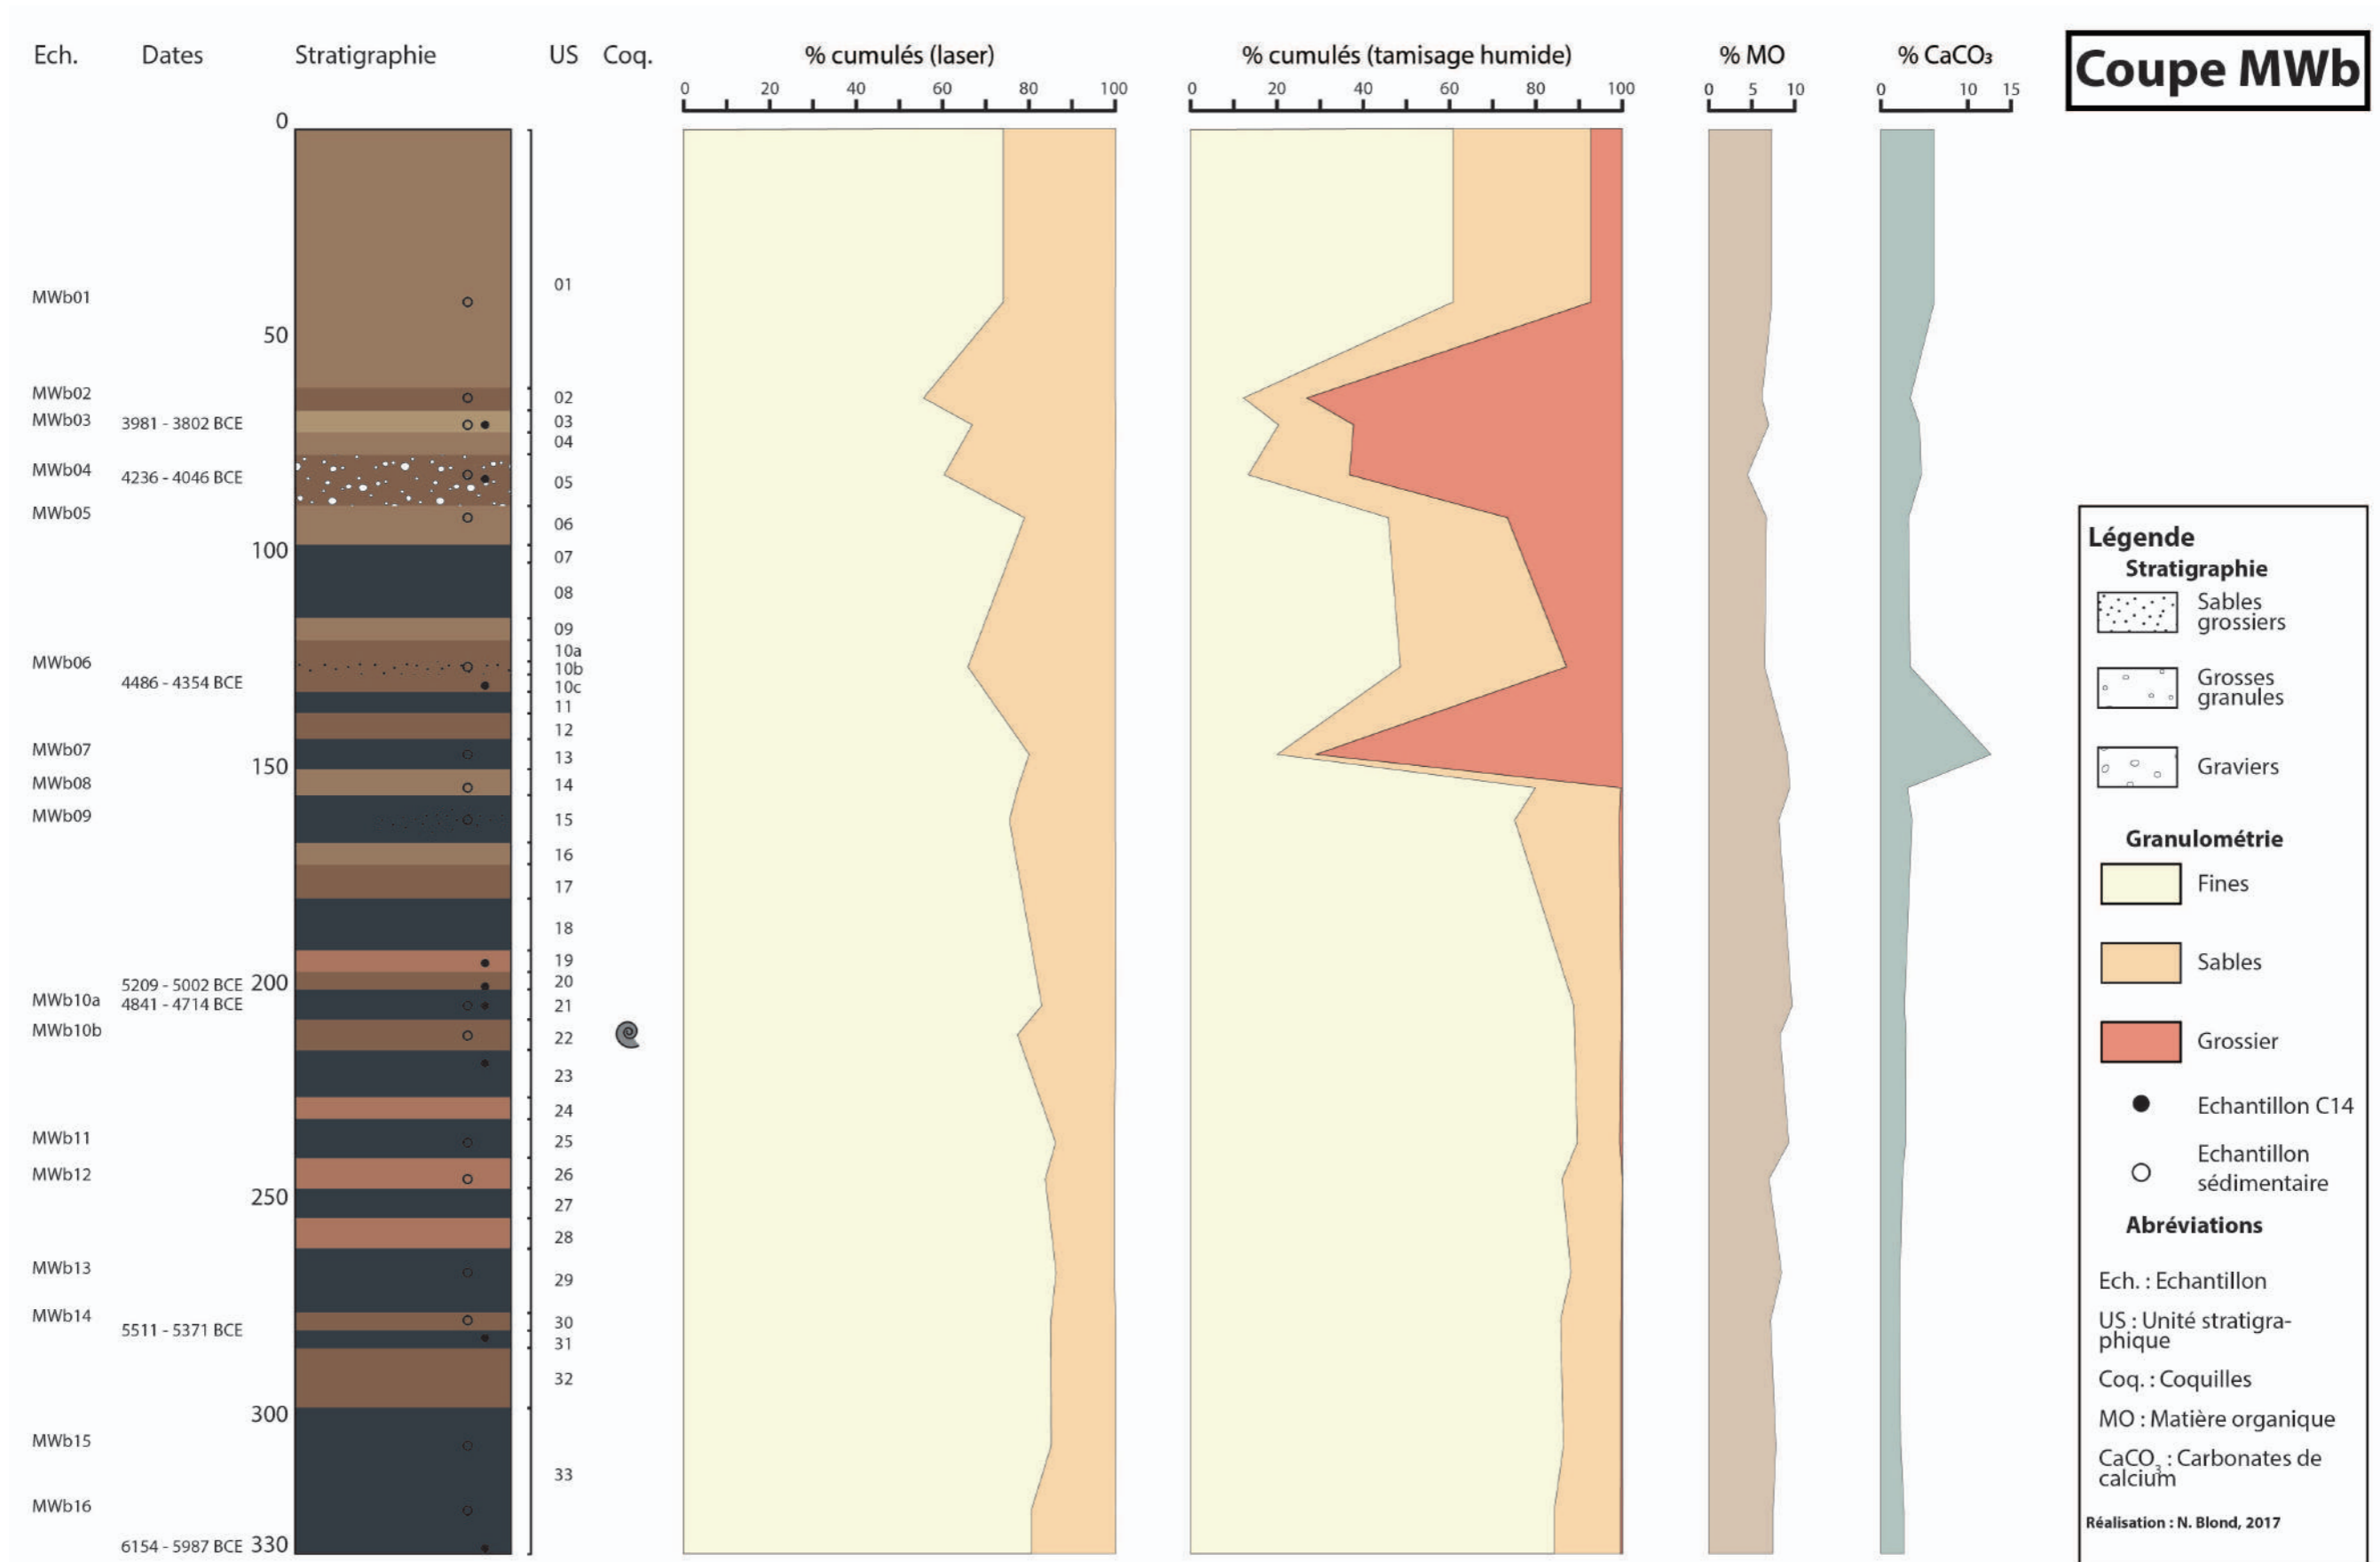 Ech. Dates Stratigraphie US Coq. % cumulés (laser) % cumulés (tamisage humide) % MO % CaCO₃ Coupe MWb
0 20 40 60 80 100 0 20 40 60 80 100 0 5 10 0 10 15
0
MWb01 01
50
MWb02 02
MWb03 3981 - 3802 BCE 03
04
MWb04 4236 - 4046 BCE 05
MWb05 06
100 07
08
09
10a
MWb06 10b
4486 - 4354 BCE 10c
11
12
MWb07 13
150
MWb08 14
MWb09 15
16
17
18
19
5209 - 5002 BCE 200 20
MWb10a 4841 - 4714 BCE 21
MWb10b 22
23
24
MWb11 25
MWb12 26
250 27
28
MWb13 29
MWb14 30
5511 - 5371 BCE 31
32
300
MWb15
33
MWb16
6154 - 5987 BCE 330
Légende
Stratigraphie
Sables
grossiers
Grosses
granules
Graviers
Granulométrie
Fines
Sables
Grossier
Echantillon C14
Echantillon
sédimentaire
Abréviations
Ech. : Echantillon
US : Unité stratigra-
phique
Coq. : Coquilles
MO : Matière organique
CaCO₃ : Carbonates de
calcium
Réalisation : N. Blond, 2017